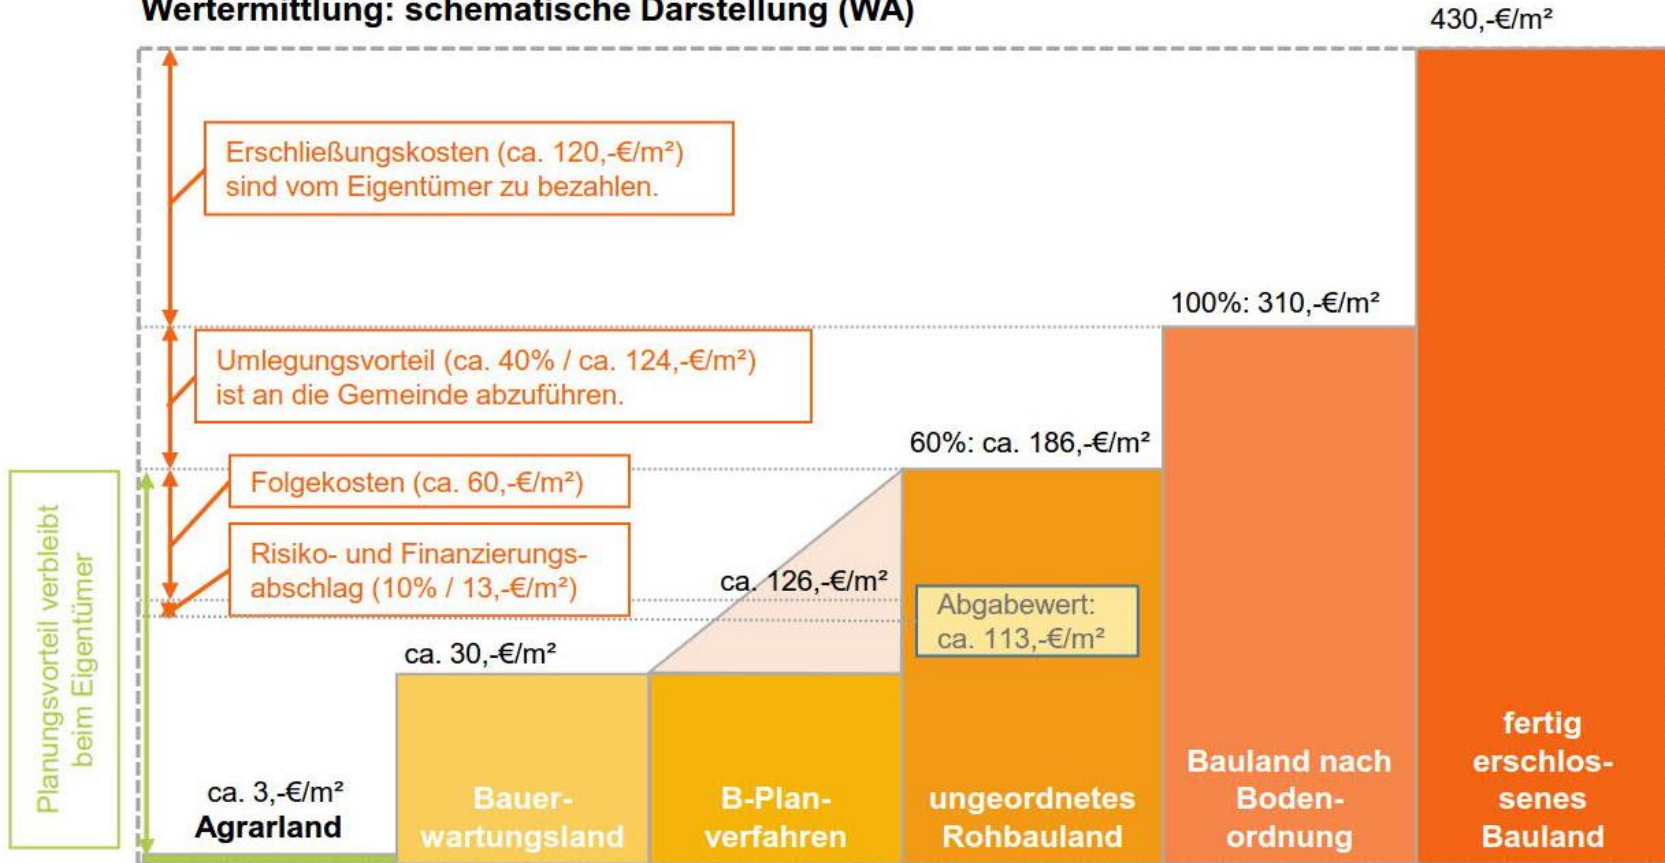 Wertermittlung: schematische Darstellung (WA)
430,-€/m²
Erschließungskosten (ca. 120,-€/m²)
sind vom Eigentümer zu bezahlen.
100%: 310,-€/m²
Umlegungsvorteil (ca. 40% / ca. 124,-€/m²)
ist an die Gemeinde abzuführen.
60%: ca. 186,-€/m²
Folgekosten (ca. 60,-€/m²)
Risiko- und Finanzierungs-
abschlag (10% / 13,-€/m²)
ca. 126,-€/m²
Abgabewert:
ca. 113,-€/m²
ca. 30,-€/m²
Planungsvorteil verbleibt
beim Eigentümer
ca. 3,-€/m²
Agrarland
Bauer-
wartungsland
B-Plan-
verfahren
ungeordnetes
Rohbauland
Bauland nach
Boden-
ordnung
fertig
erschlos-
senes
Bauland